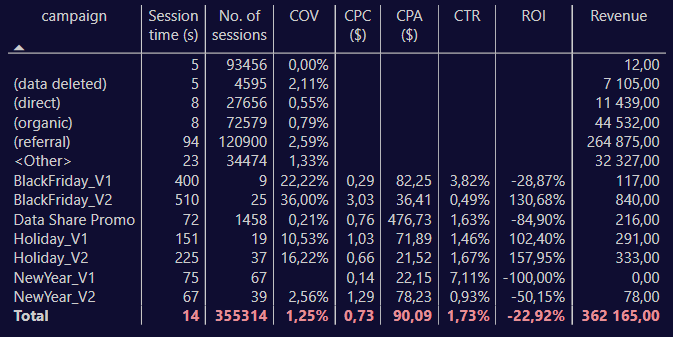 campaign Session time (s) No. of sessions COV CPC ($) CPA ($) CTR ROI Revenue
5 93456 0,00% 12,00
(data deleted) 5 4595 2,11% 7 105,00
(direct) 8 27656 0,55% 11 439,00
(organic) 8 72579 0,79% 44 532,00
(referral) 94 120900 2,59% 264 875,00
<Other> 23 34474 1,33% 32 327,00
BlackFriday_V1 400 9 22,22% 0,29 82,25 3,82% -28,87% 117,00
BlackFriday_V2 510 25 36,00% 3,03 36,41 0,49% 130,68% 840,00
Data Share Promo 72 1458 0,21% 0,76 476,73 1,63% -84,90% 216,00
Holiday_V1 151 19 10,53% 1,03 71,89 1,46% 102,40% 291,00
Holiday_V2 225 37 16,22% 0,66 21,52 1,67% 157,95% 333,00
NewYear_V1 75 67 0,14 22,15 7,11% -100,00% 0,00
NewYear_V2 67 39 2,56% 1,29 78,23 0,93% -50,15% 78,00
Total 14 355314 1,25% 0,73 90,09 1,73% -22,92% 362 165,00